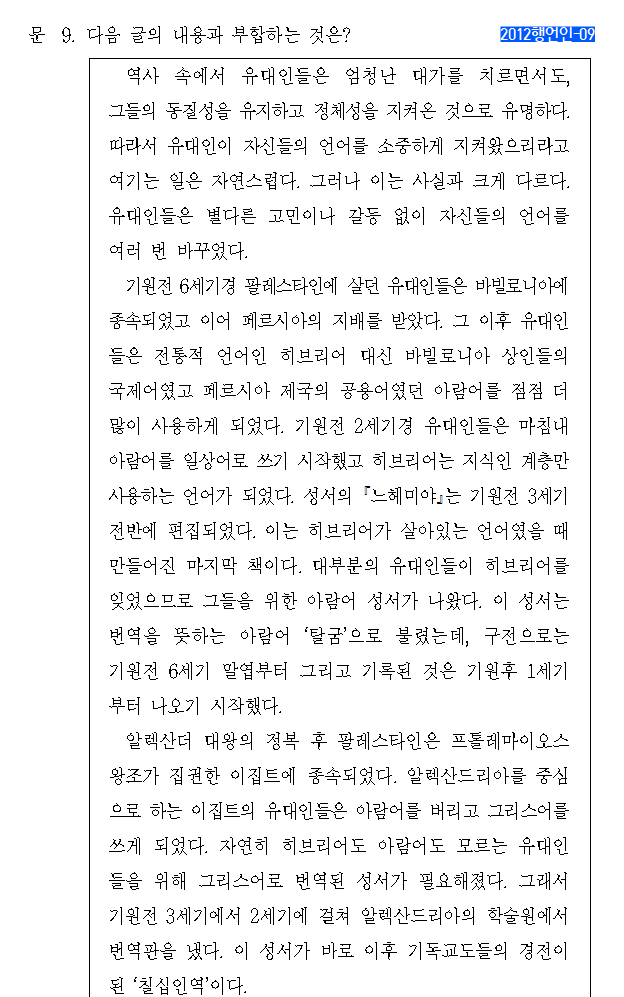 문 9. 다음 글의 내용과 부합하는 것은?
2012행언인-09
역사 속에서 유대인들은 엄청난 대가를 치르면서도,
그들의 동질성을 유지하고 정체성을 지켜온 것으로 유명하다.
따라서 유대인이 자신들의 언어를 소중하게 지켜왔으리라고
여기는 일은 자연스럽다. 그러나 이는 사실과 크게 다르다.
유대인들은 별다른 고민이나 갈등 없이 자신들의 언어를
여러 번 바꾸었다.
기원전 6세기경 팔레스타인에 살던 유대인들은 바빌로니아에
종속되었고 이어 페르시아의 지배를 받았다. 그 이후 유대인
들은 전통적 언어인 히브리어 대신 바빌로니아 상인들의
국제어였고 페르시아 제국의 공용어였던 아람어를 점점 더
많이 사용하게 되었다. 기원전 2세기경 유대인들은 마침내
아람어를 일상어로 쓰기 시작했고 히브리어는 지식인 계층만
사용하는 언어가 되었다. 성서의 『느헤미야』는 기원전 3세기
전반에 편집되었다. 이는 히브리어가 살아있는 언어였을 때
만들어진 마지막 책이다. 대부분의 유대인들이 히브리어를
잊었으므로 그들을 위한 아람어 성서가 나왔다. 이 성서는
번역을 뜻하는 아람어 ‘탈굼’으로 불렸는데, 구전으로는
기원전 6세기 말엽부터 그리고 기록된 것은 기원후 1세기
부터 나오기 시작했다.
알렉산더 대왕의 정복 후 팔레스타인은 프톨레마이오스
왕조가 집권한 이집트에 종속되었다. 알렉산드리아를 중심
으로 하는 이집트의 유대인들은 아람어를 버리고 그리스어를
쓰게 되었다. 자연히 히브리어도 아람어도 모르는 유대인
들을 위해 그리스어로 번역된 성서가 필요해졌다. 그래서
기원전 3세기에서 2세기에 걸쳐 알렉산드리아의 학술원에서
번역판을 냈다. 이 성서가 바로 이후 기독교도들의 경전이
된 ‘칠십인역’이다.